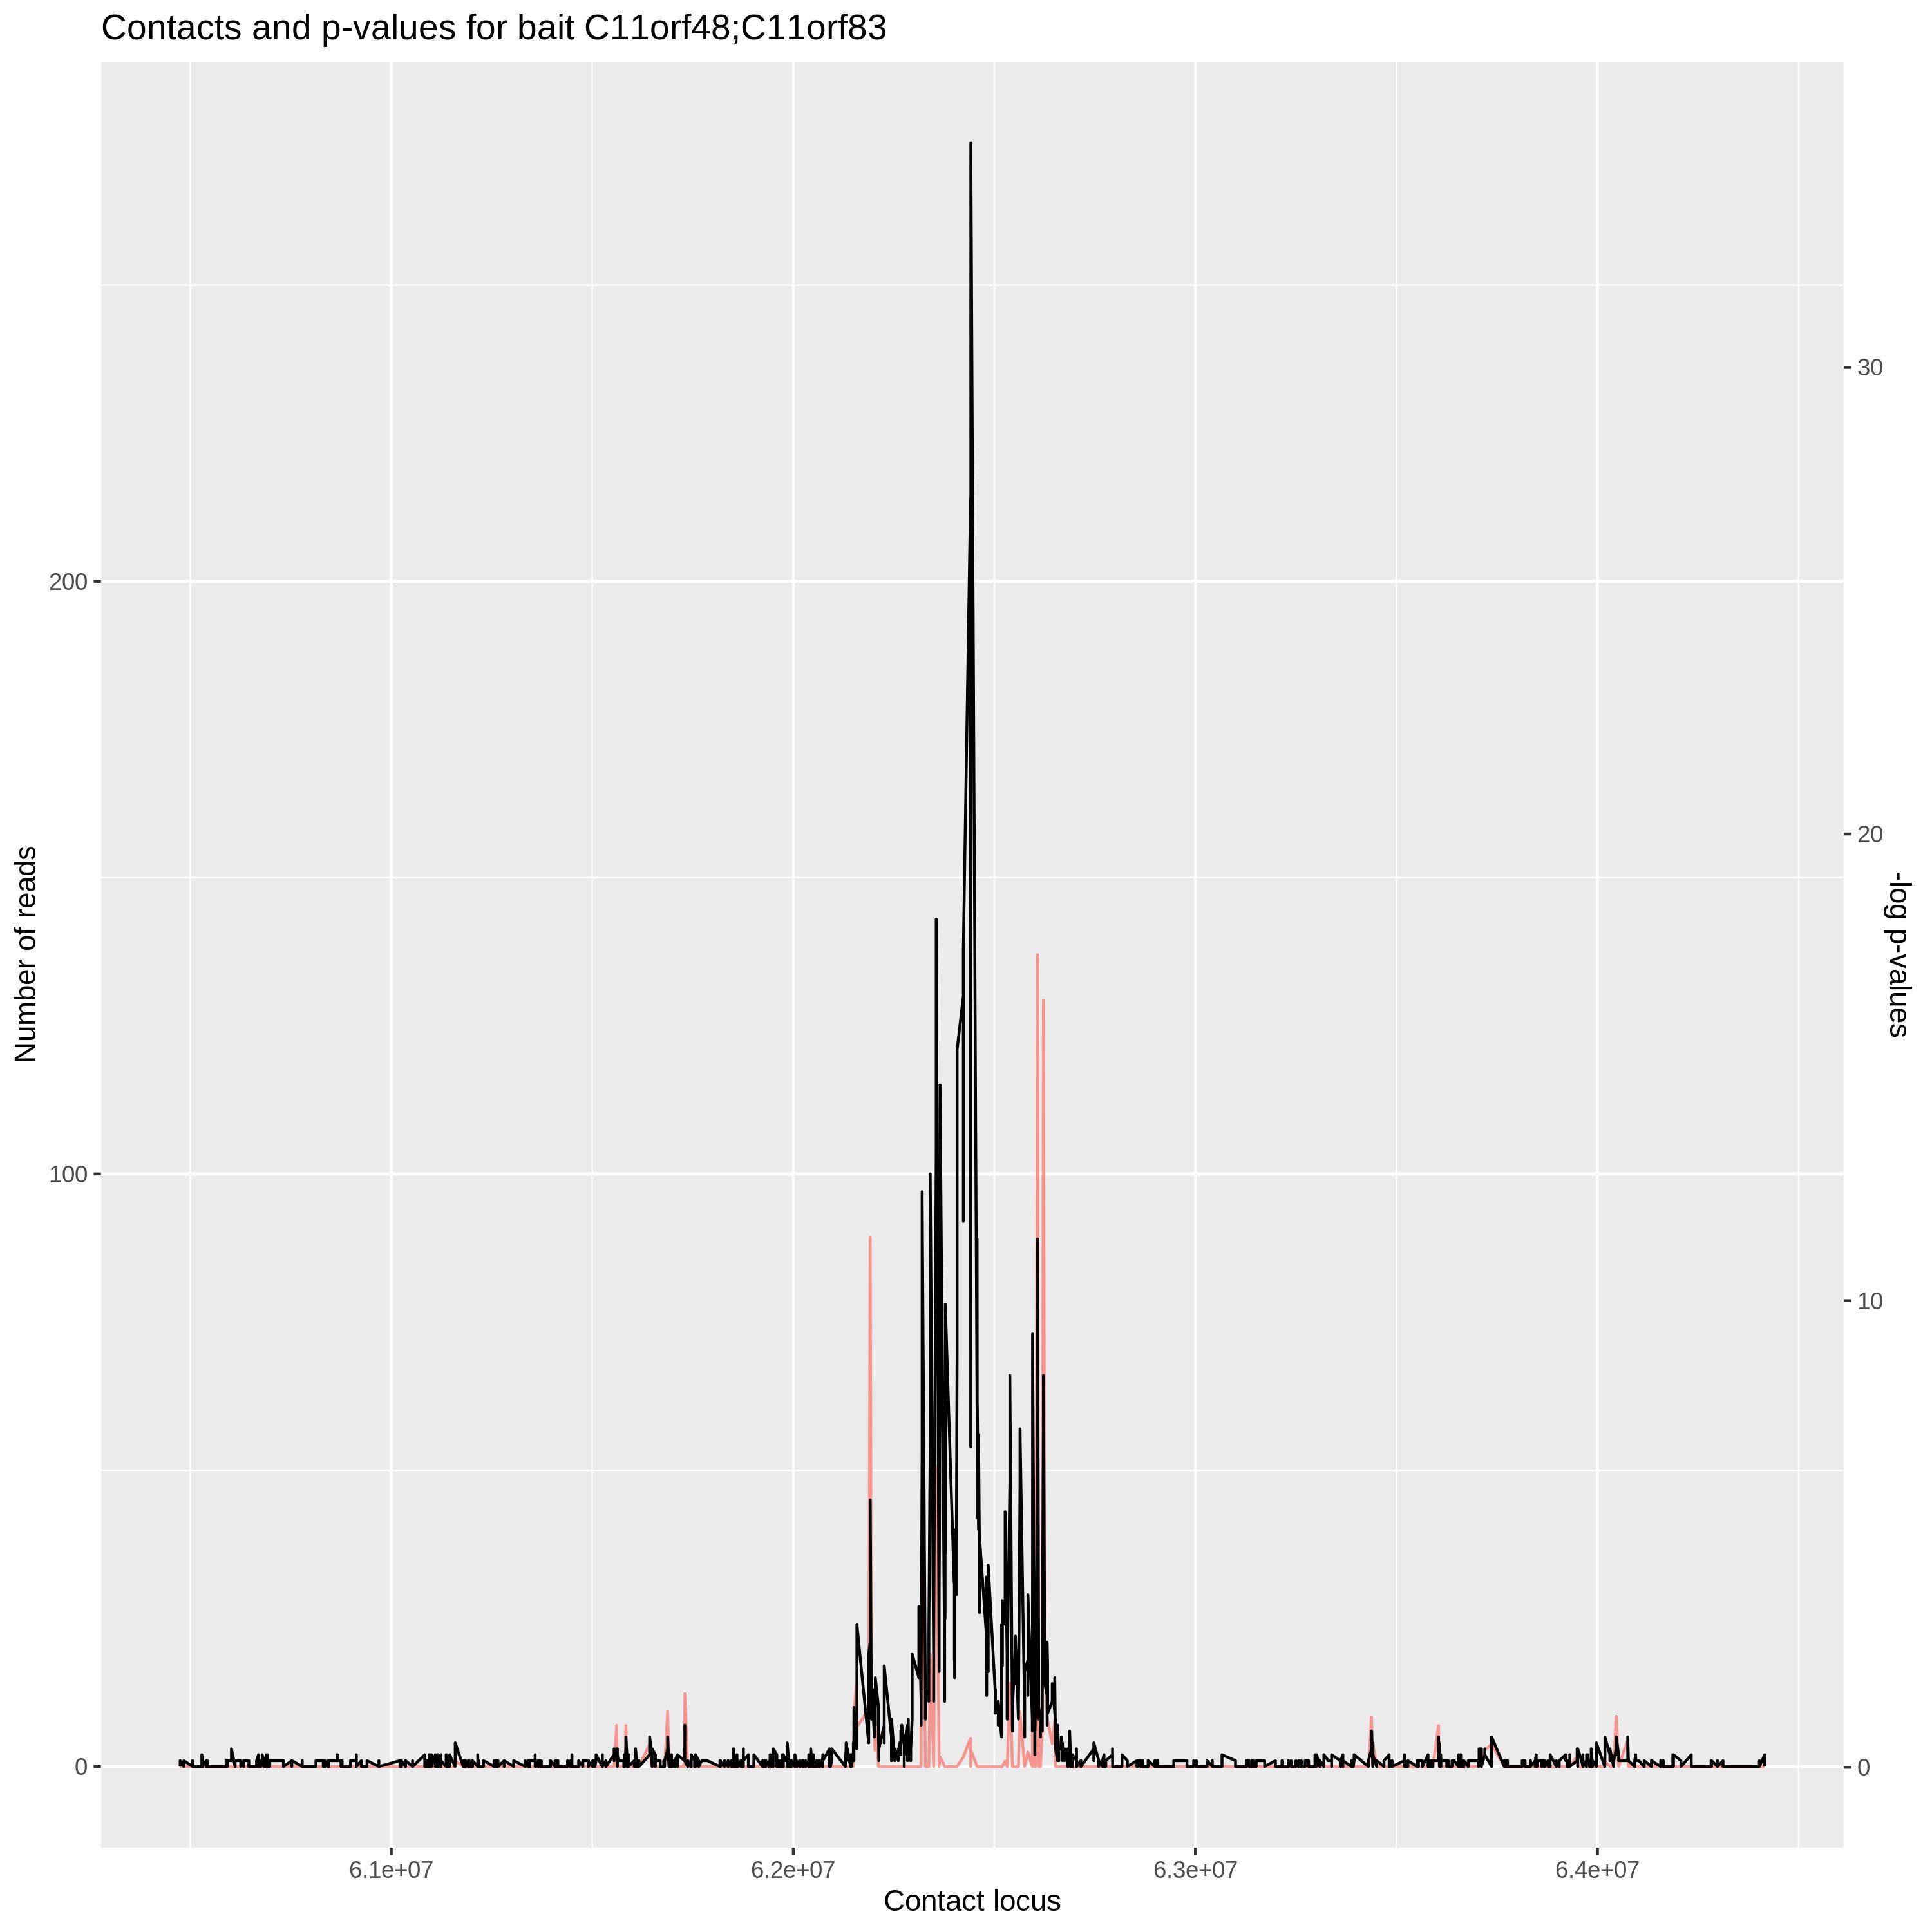 Contacts and p-values for bait C11orf48;C11orf83
Number of reads
200
100
0
30
20
10
0
-log p-values
6.1e+07
6.2e+07
6.3e+07
6.4e+07
Contact locus